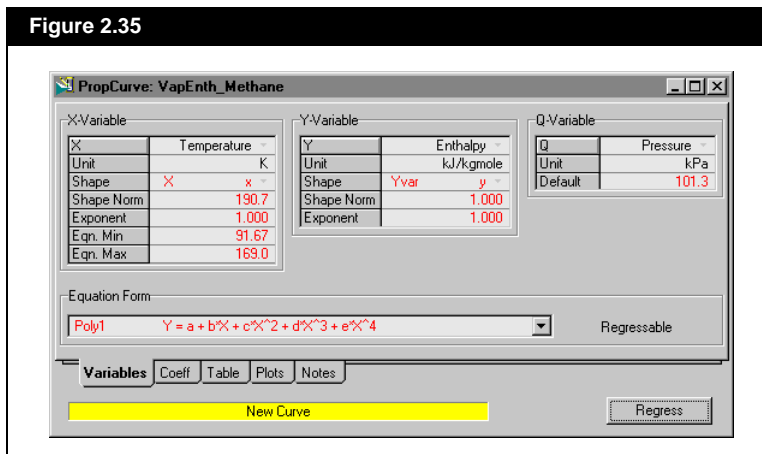 Figure 2.35
PropCurve: VapEnth_Methane
X-Variable
X Temperature
Unit K
Shape X x
Shape Norm 190.7
Exponent 1.000
Eqn. Min 91.67
Eqn. Max 169.0
Y-Variable
Y Enthalpy
Unit kJ/kgmole
Shape Yvar y
Shape Norm 1.000
Exponent 1.000
Q-Variable
Q Pressure
Unit kPa
Default 101.3
Equation Form
Poly1 Y = a + b*X + c*X^2 + d*X^3 + e*X^4
Regressable
Variables Coeff Table Plots Notes
New Curve
Regress